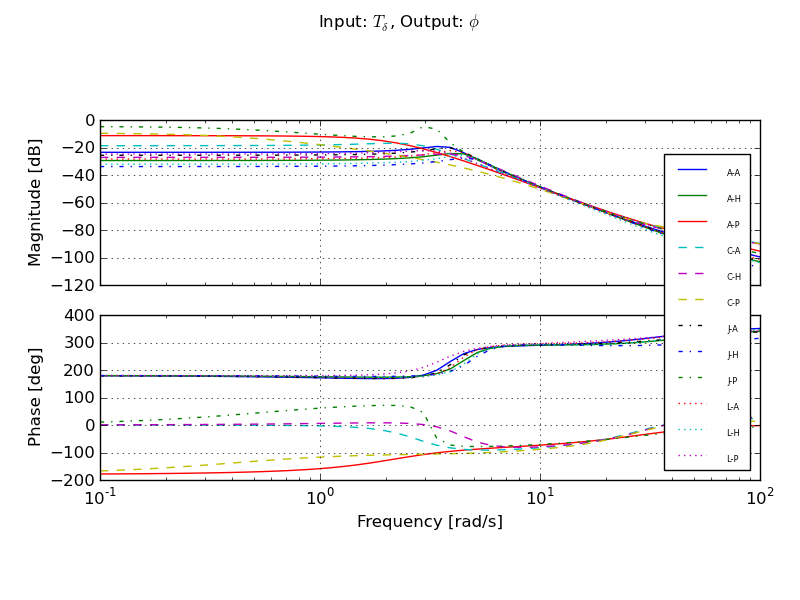 Input: T_δ, Output: ϕ
Magnitude [dB]
0
−20
−40
−60
−80
−100
−120
A-A
A-H
A-P
C-A
C-H
C-P
J-A
J-H
J-P
L-A
L-H
L-P
Phase [deg]
400
300
200
100
0
−100
−200
10^-1
10^0
10^1
10^2
Frequency [rad/s]